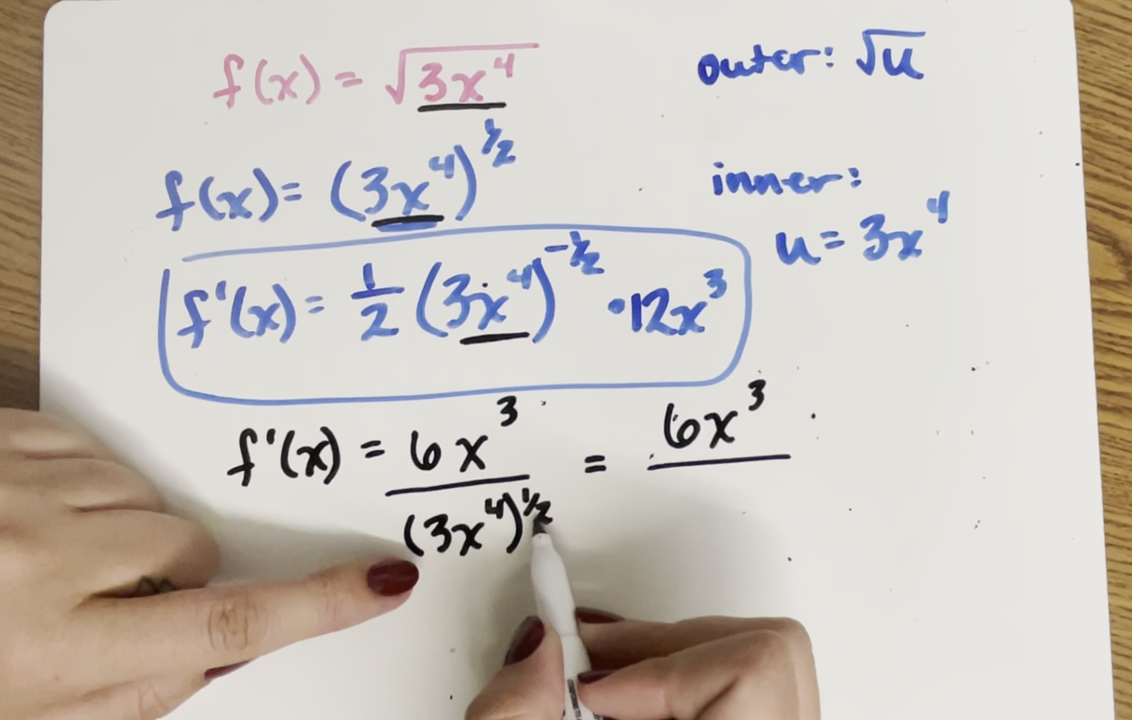 f(x) = √3x⁴
outer: √u
f(x) = (3x⁴)^½
inner:
u = 3x⁴
f'(x) = 1/2 (3x⁴)^-½ · 12x³
f'(x) = 6x³/(3x⁴)^½ = 6x³/